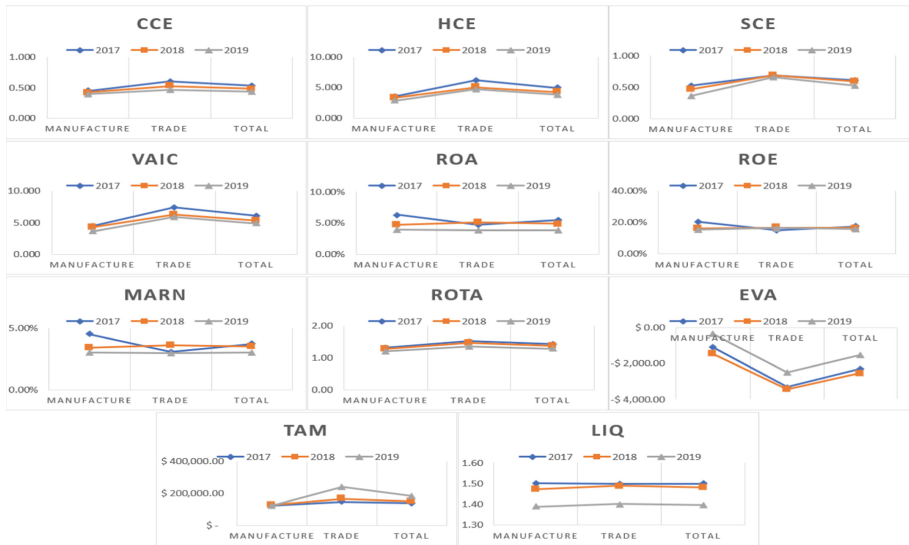 CCE
2017 2018 2019
1.000
0.500
0.000
MANUFACTURE TRADE TOTAL
HCE
2017 2018 2019
10.000
5.000
0.000
MANUFACTURE TRADE TOTAL
SCE
2017 2018 2019
1.000
0.500
0.000
MANUFACTURE TRADE TOTAL
VAIC
2017 2018 2019
10.000
5.000
0.000
MANUFACTURE TRADE TOTAL
ROA
2017 2018 2019
10.00%
5.00%
0.00%
MANUFACTURE TRADE TOTAL
ROE
2017 2018 2019
40.00%
20.00%
0.00%
MANUFACTURE TRADE TOTAL
MARN
2017 2018 2019
5.00%
0.00%
MANUFACTURE TRADE TOTAL
ROTA
2017 2018 2019
2.00
1.00
0.00
MANUFACTURE TRADE TOTAL
EVA
2017 2018 2019
$ 0.00
MANUFACTURE TRADE TOTAL
-$ 2,000.00
-$ 4,000.00
TAM
2017 2018 2019
$ 400,000.00
$ 200,000.00
$ -
MANUFACTURE TRADE TOTAL
LIQ
2017 2018 2019
1.60
1.50
1.40
1.30
MANUFACTURE TRADE TOTAL